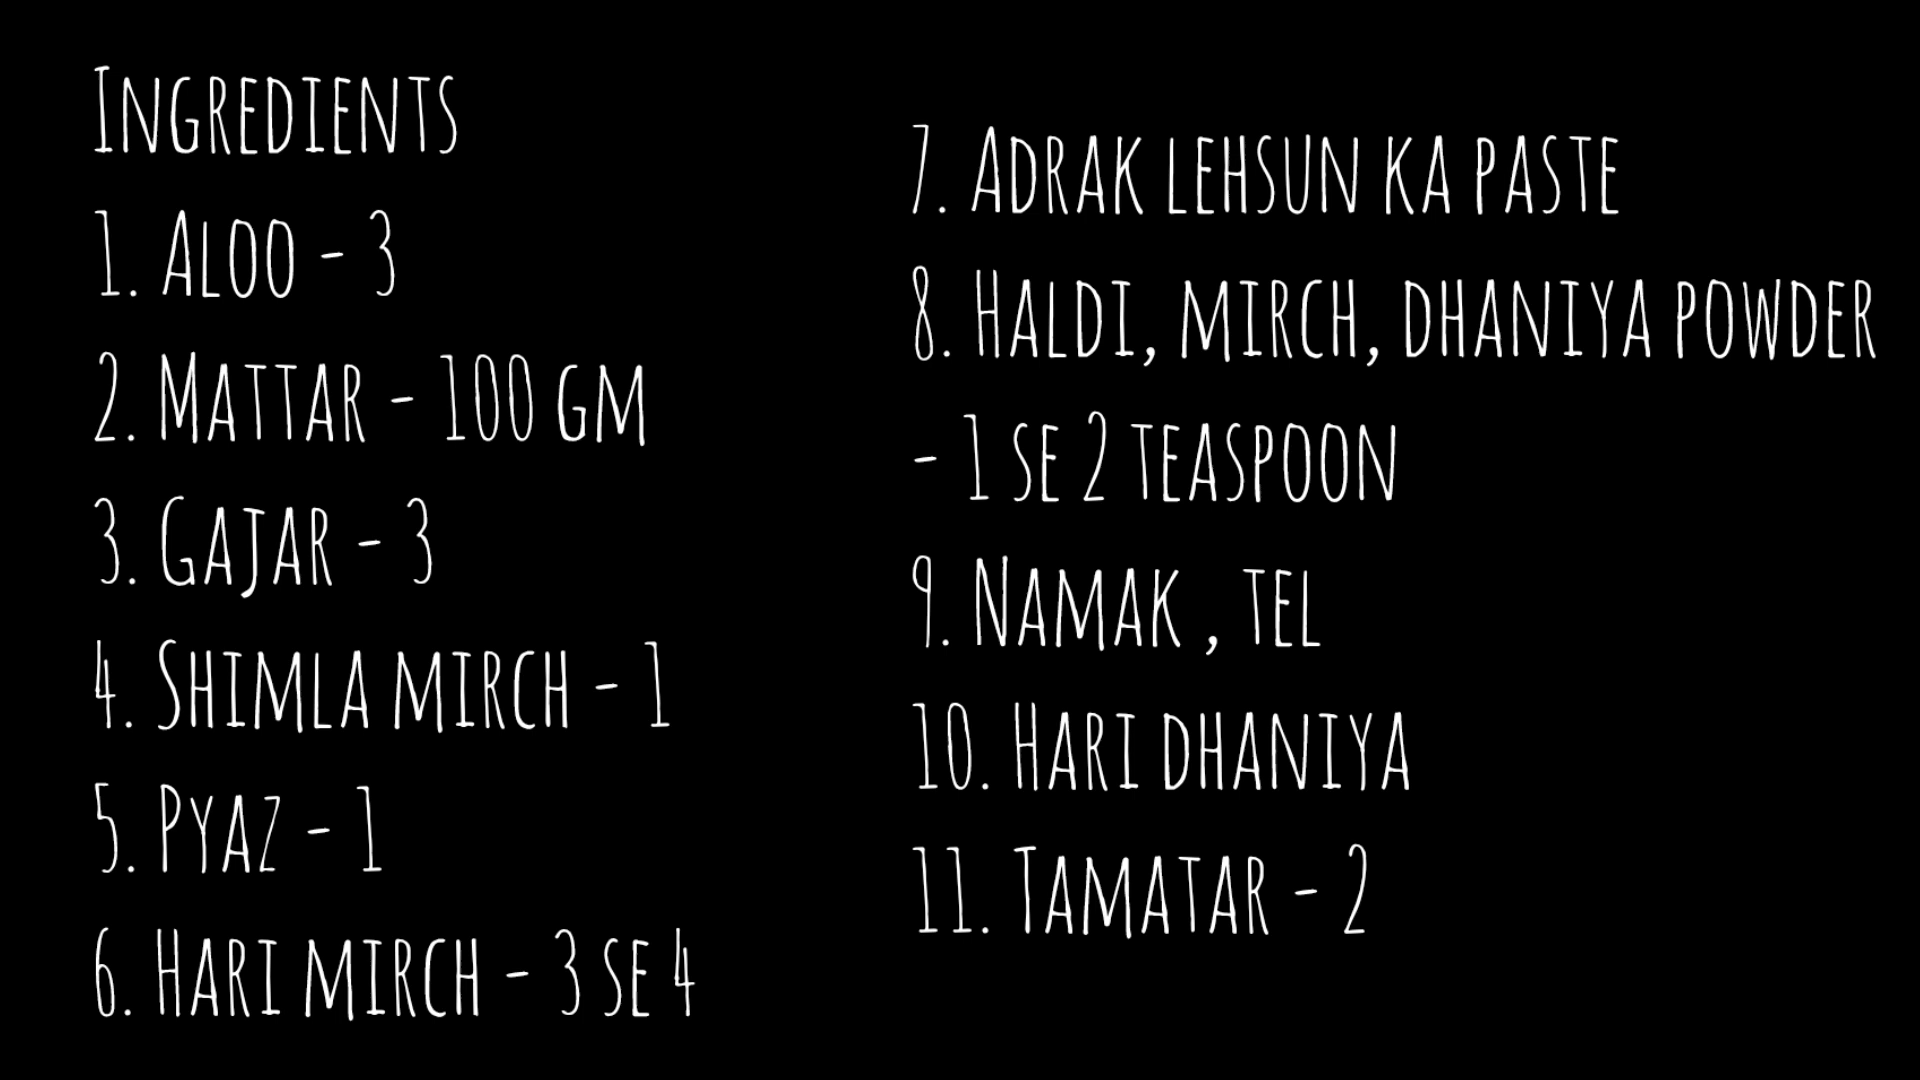 Ingredients
1. Aloo - 3
2. Mattar - 100 gm
3. Gajar - 3
4. Shimla mirch - 1
5. Pyaz - 1
6. Hari mirch - 3 se 4
7. Adrak lehsun ka paste
8. Haldi, mirch, dhaniya powder
- 1 se 2 teaspoon
9. Namak , tel
10. Hari dhaniya
11. Tamatar - 2